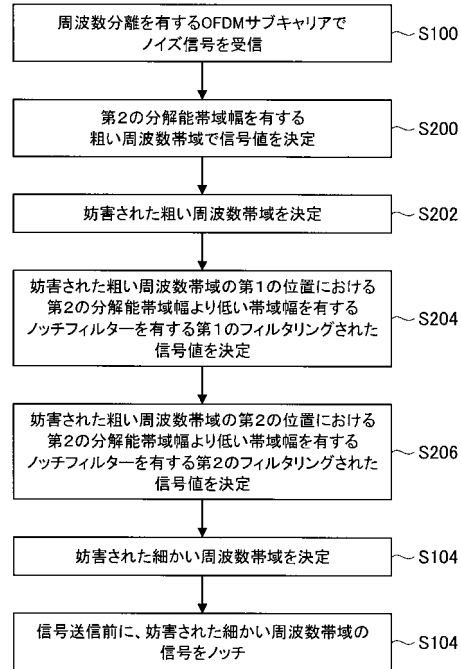 周波数分離を有するOFDMサブキャリアで
ノイズ信号を受信
S100
第2の分解能帯域幅を有する
粗い周波数帯域で信号値を決定
S200
妨害された粗い周波数帯域を決定
S202
妨害された粗い周波数帯域の第1の位置における
第2の分解能帯域幅より低い帯域幅を有する
ノッチフィルターを有する第1のフィルタリングされた
信号値を決定
S204
妨害された粗い周波数帯域の第2の位置における
第2の分解能帯域幅より低い帯域幅を有する
ノッチフィルターを有する第2のフィルタリングされた
信号値を決定
S206
妨害された細かい周波数帯域を決定
S104
信号送信前に、妨害された細かい周波数帯域の
信号をノッチ
S104